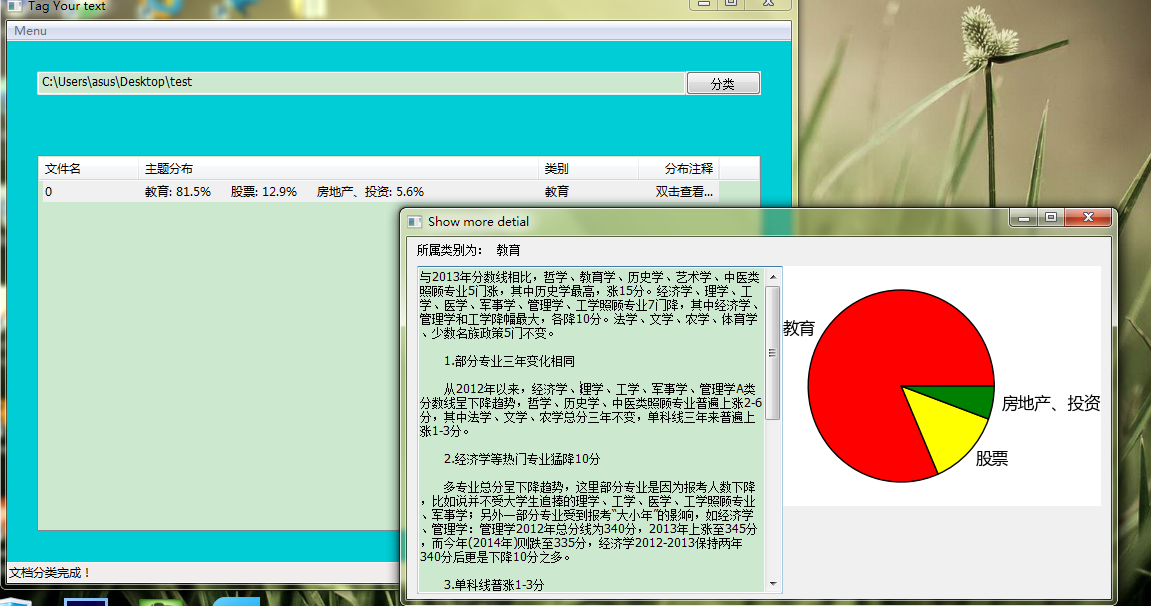 Tag Your text
Menu
C:\Users\asus\Desktop\test
分类
文件名 主题分布 类别 分布注释
0 教育: 81.5% 股票: 12.9% 房地产、投资: 5.6% 教育 双击查看...
Show more detial
所属类别为： 教育
与2013年分数线相比，哲学、教育学、历史学、艺术学、中医类
照顾专业5门涨，其中历史学最高，涨15分。经济学、理学、工
学、医学、军事学、管理学、工学照顾专业7门降，其中经济学、
管理学和工学降幅最大，各降10分。法学、文学、农学、体育学
、少数名族政策5门不变。
1.部分专业三年变化相同
从2012年以来，经济学、理学、工学、军事学、管理学A类
分数线呈下降趋势，哲学、历史学、中医类照顾专业普遍上涨2-6
分，其中法学、文学、农学总分三年不变，单科线三年来普遍上
涨1-3分。
2.经济学等热门专业猛降10分
多专业总分呈下降趋势，这里部分专业是因为报考人数下降
，比如说并不受大学生追捧的理学、工学、医学、工学照顾专业
、军事学；另外一部分专业受到报考“大小年”的影响，如经济学
、管理学：管理学2012年总分线为340分，2013年上涨至345分
，而今年(2014年)则跌至335分，经济学2012-2013保持两年
340分后更是下降10分之多。
3.单科线普涨1-3分
教育
房地产、投资
股票
文档分类完成！